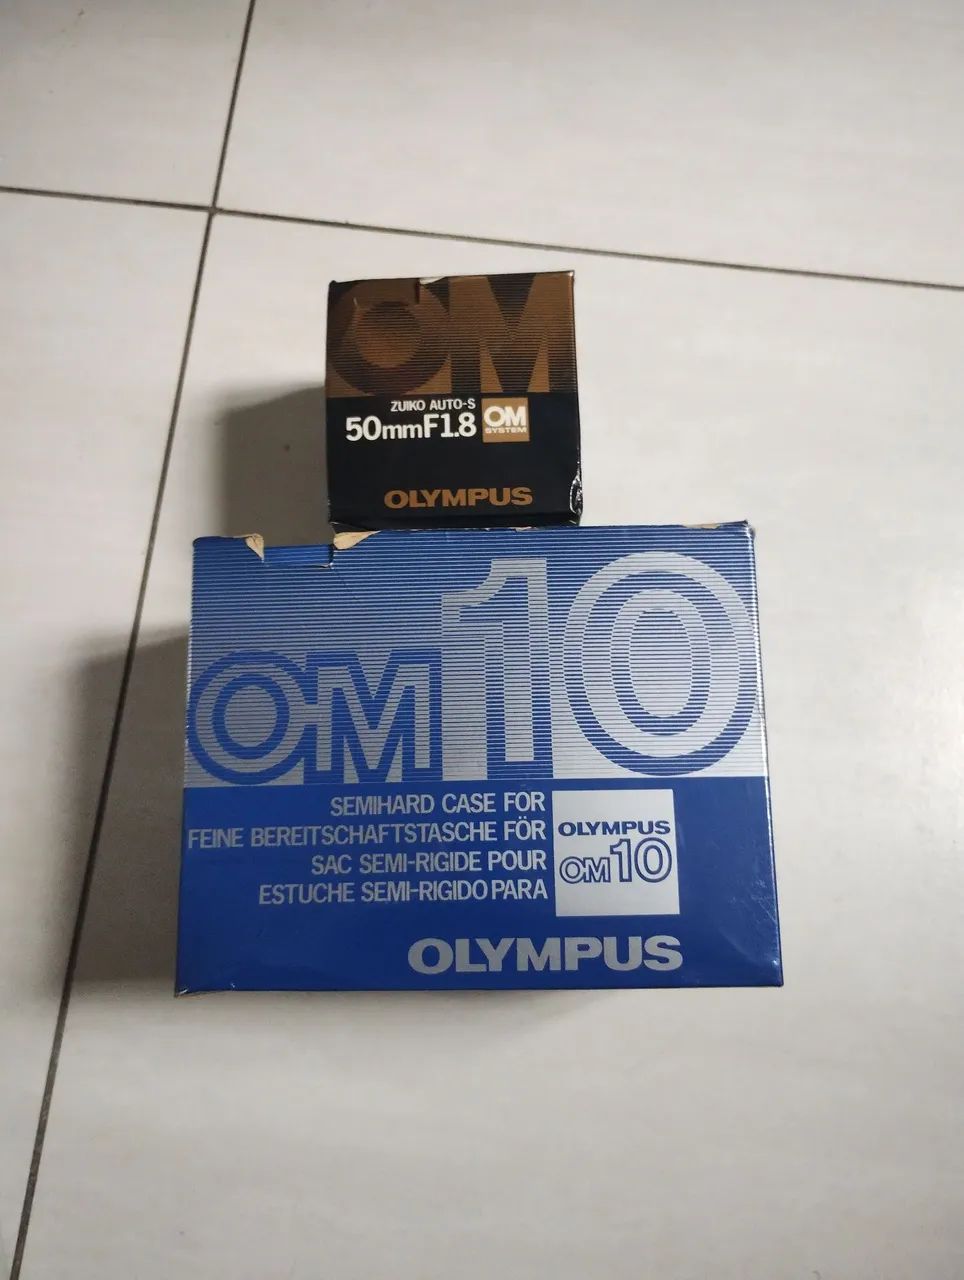 OM
ZUIKO AUTO-S
50mmF1.8
OM
SYSTEM
OLYMPUS
OM10
SEMIHARD CASE FOR
FEINE BEREITSCHAFTSTASCHE FÖR
SAC SEMI-RIGIDE POUR
ESTUCHE SEMI-RIGIDO PARA
OLYMPUS
OM10
OLYMPUS